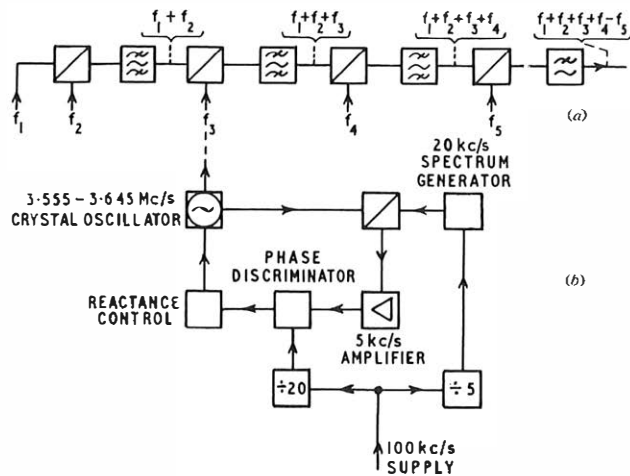 f₁+f₂
f₁+f₂+f₃
f₁+f₂+f₃+f₄
f₁+f₂+f₃+f₄-f₅
f₁
f₂
f₃
f₄
f₅
(a)
20 kc/s
SPECTRUM
GENERATOR
3·555 – 3·645 Mc/s
CRYSTAL OSCILLATOR
PHASE
DISCRIMINATOR
(b)
REACTANCE
CONTROL
5 kc/s
AMPLIFIER
÷20
÷5
100 kc/s
SUPPLY